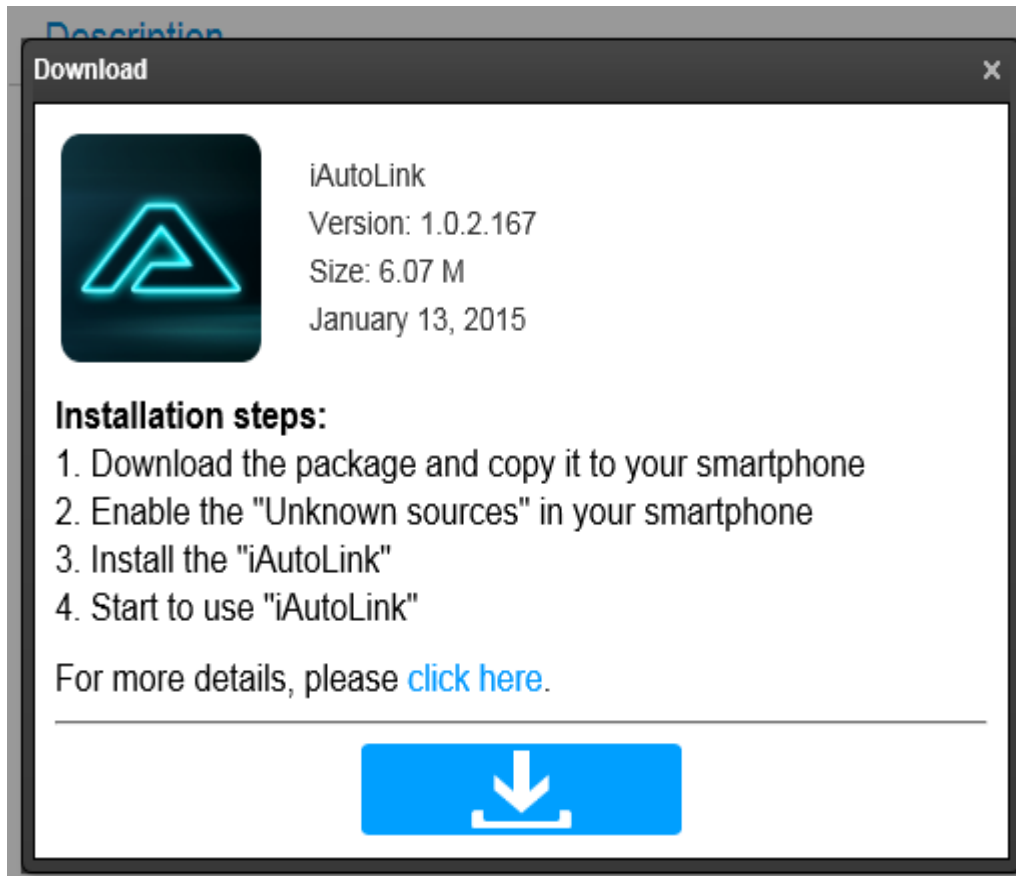 Description
Download
iAutoLink
Version: 1.0.2.167
Size: 6.07 M
January 13, 2015
Installation steps:
1. Download the package and copy it to your smartphone
2. Enable the "Unknown sources" in your smartphone
3. Install the "iAutoLink"
4. Start to use "iAutoLink"
For more details, please click here.